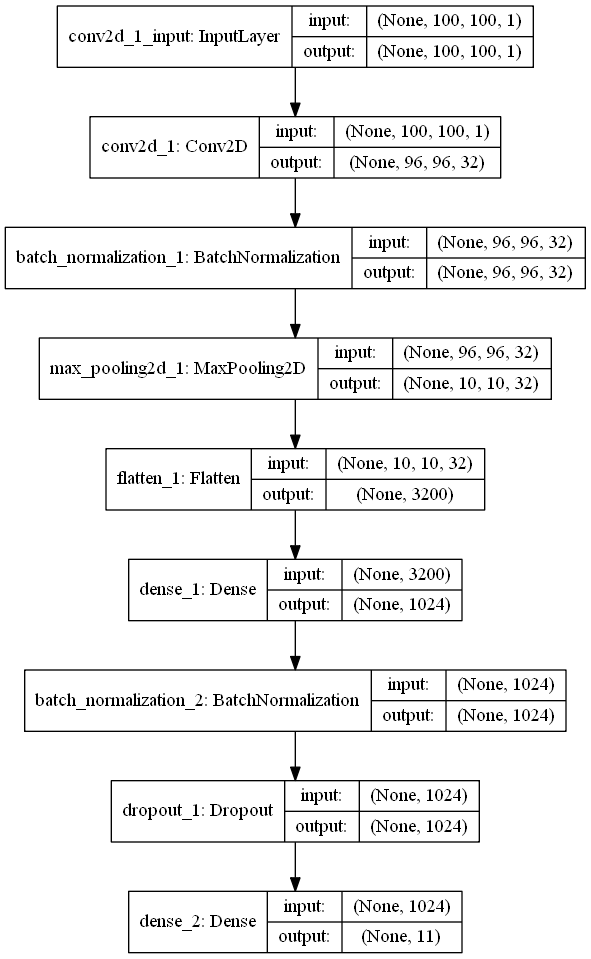 conv2d_1_input: InputLayer
input:
(None, 100, 100, 1)
output:
(None, 100, 100, 1)
conv2d_1: Conv2D
input:
(None, 100, 100, 1)
output:
(None, 96, 96, 32)
batch_normalization_1: BatchNormalization
input:
(None, 96, 96, 32)
output:
(None, 96, 96, 32)
max_pooling2d_1: MaxPooling2D
input:
(None, 96, 96, 32)
output:
(None, 10, 10, 32)
flatten_1: Flatten
input:
(None, 10, 10, 32)
output:
(None, 3200)
dense_1: Dense
input:
(None, 3200)
output:
(None, 1024)
batch_normalization_2: BatchNormalization
input:
(None, 1024)
output:
(None, 1024)
dropout_1: Dropout
input:
(None, 1024)
output:
(None, 1024)
dense_2: Dense
input:
(None, 1024)
output:
(None, 11)